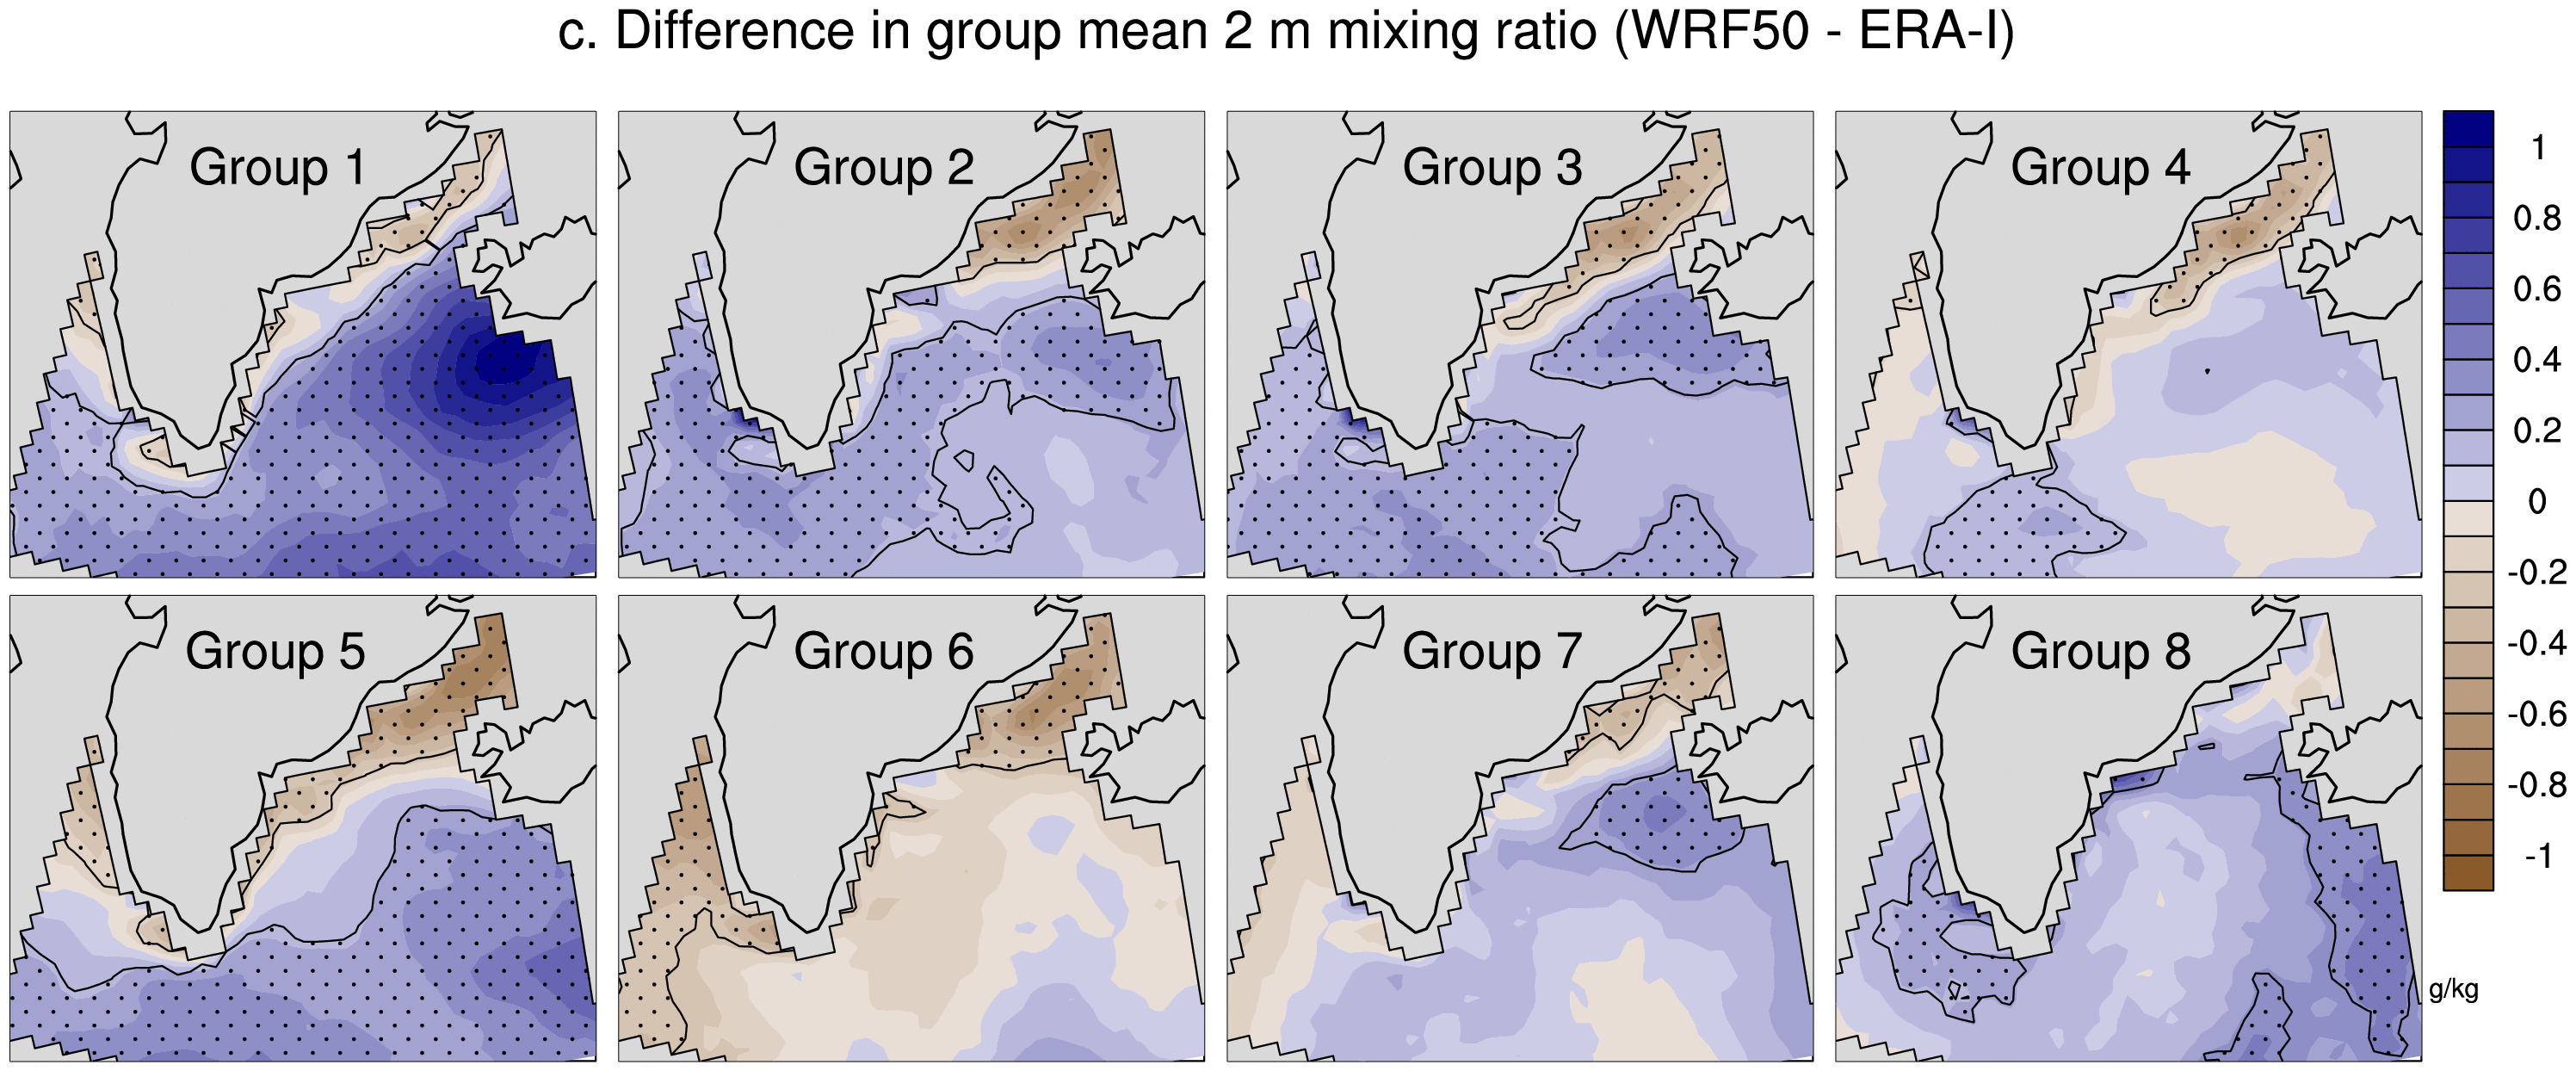 c. Difference in group mean 2 m mixing ratio (WRF50 - ERA-I)
Group 1
Group 2
Group 3
Group 4
Group 5
Group 6
Group 7
Group 8
1
0.8
0.6
0.4
0.2
0
-0.2
-0.4
-0.6
-0.8
-1
g/kg